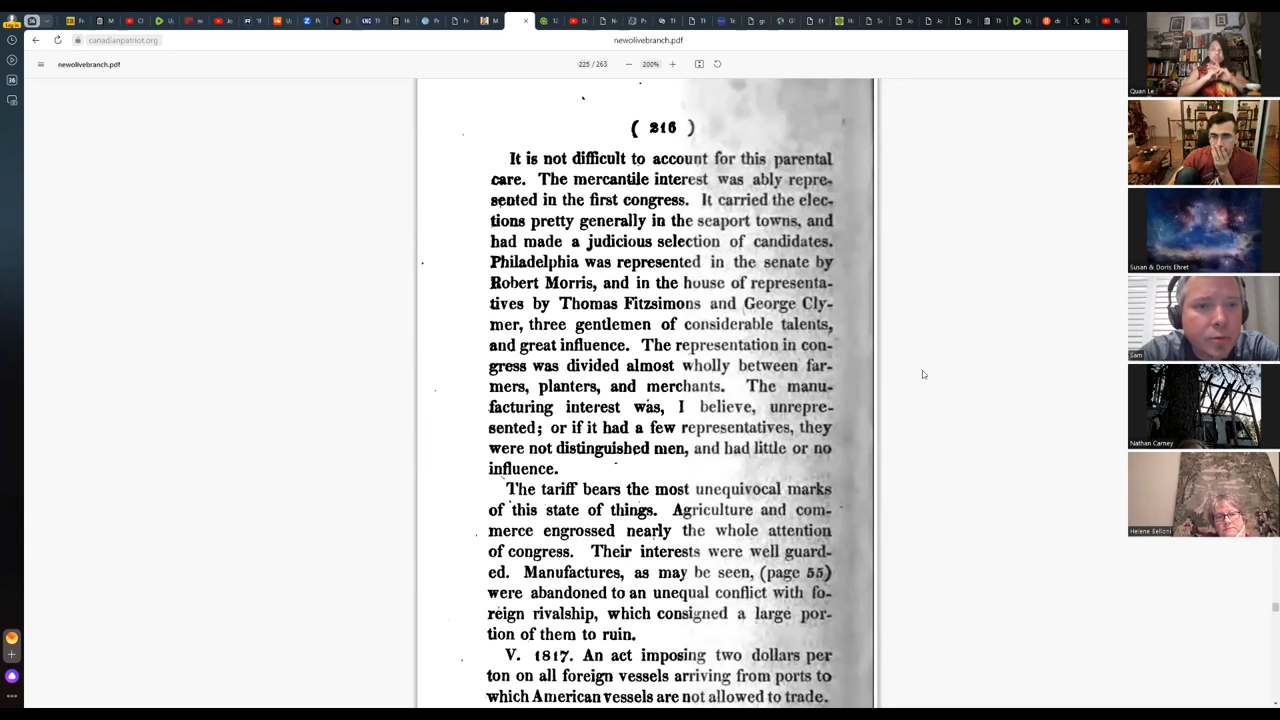 canadianpatriot.org
newolivebranch.pdf
newolivebranch.pdf
225 / 263
200%
( 216 )
It is not difficult to account for this parental
care. The mercantile interest was ably repre-
sented in the first congress. It carried the elec-
tions pretty generally in the seaport towns, and
had made a judicious selection of candidates.
Philadelphia was represented in the senate by
Robert Morris, and in the house of representa-
tives by Thomas Fitzsimons and George Cly-
mer, three gentlemen of considerable talents,
and great influence. The representation in con-
gress was divided almost wholly between far-
mers, planters, and merchants. The manu-
facturing interest was, I believe, unrepre-
sented; or if it had a few representatives, they
were not distinguished men, and had little or no
influence.
The tariff bears the most unequivocal marks
of this state of things. Agriculture and com-
merce engrossed nearly the whole attention
of congress. Their interests were well guard-
ed. Manufactures, as may be seen, (page 55)
were abandoned to an unequal conflict with fo-
reign rivalship, which consigned a large por-
tion of them to ruin.
V. 1817. An act imposing two dollars per
ton on all foreign vessels arriving from ports to
which American vessels are not allowed to trade.
Quan Le
Susan & Doris Ehret
Sam
Nathan Carney
Helene Belloni